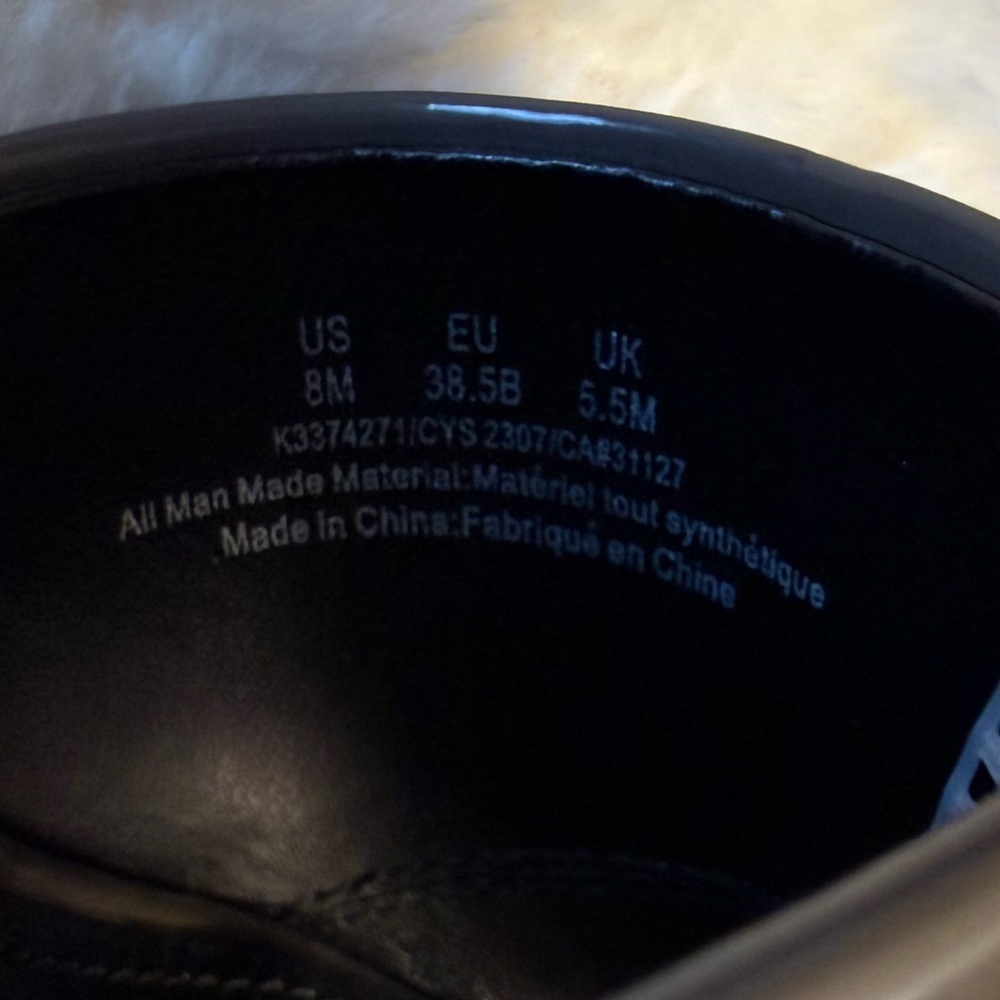 US EU UK
8M 38.5B 5.5M
K3374271/CYS 2307/CA#31127
All Man Made Material:Matériel tout synthétique
Made in China:Fabriqué en Chine